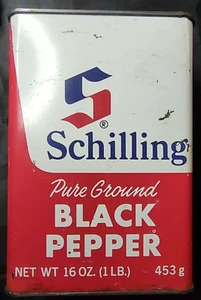 S
®
Schilling
Pure Ground
BLACK
PEPPER
NET WT 16 OZ. (1 LB.) 453 g